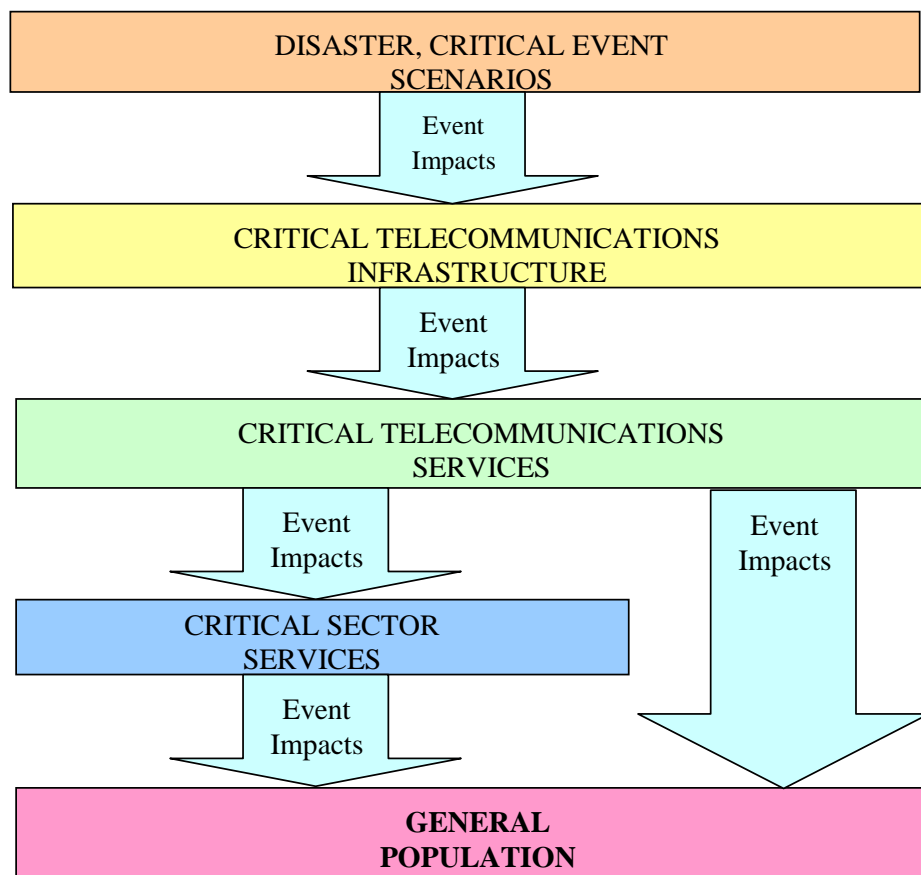 DISASTER, CRITICAL EVENT
SCENARIOS
Event
Impacts
CRITICAL TELECOMMUNICATIONS
INFRASTRUCTURE
Event
Impacts
CRITICAL TELECOMMUNICATIONS
SERVICES
Event
Impacts
Event
Impacts
CRITICAL SECTOR
SERVICES
Event
Impacts
GENERAL
POPULATION